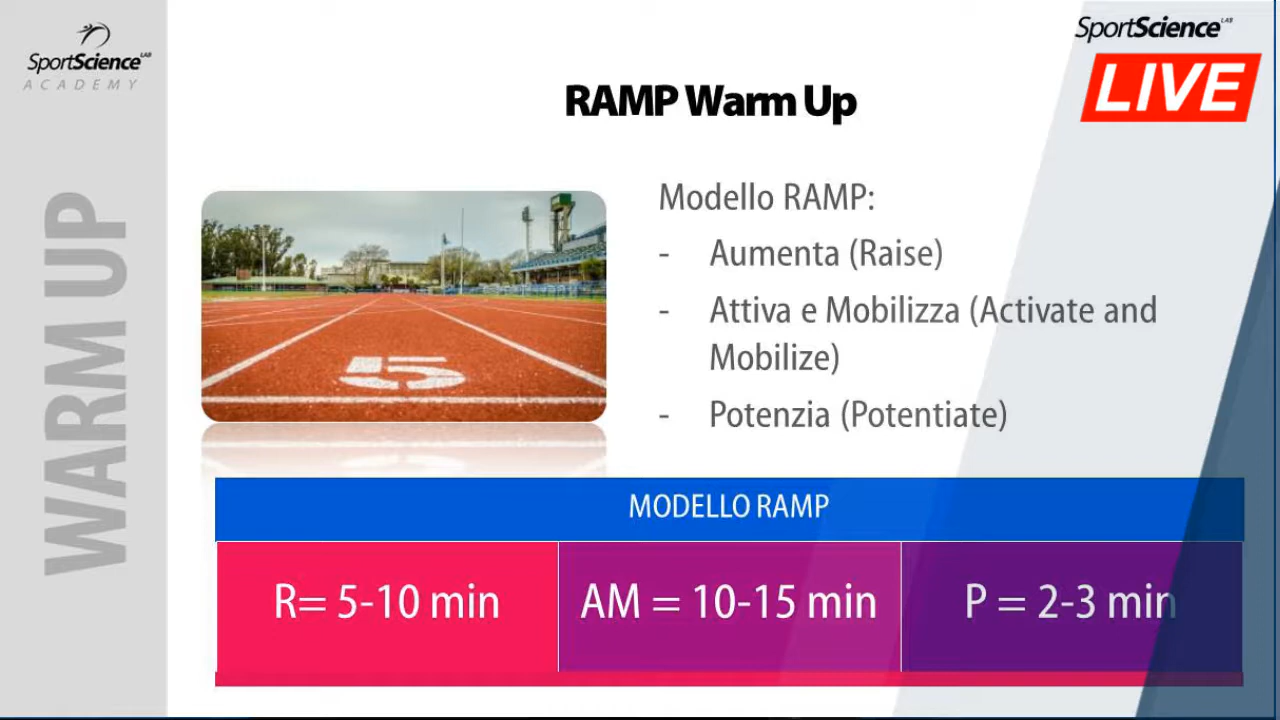 SportScience LAB
ACADEMY
WARM UP
SportScience LAB
LIVE
RAMP Warm Up
5
Modello RAMP:
- Aumenta (Raise)
- Attiva e Mobilizza (Activate and
Mobilize)
- Potenzia (Potentiate)
MODELLO RAMP
R= 5-10 min
AM = 10-15 min
P = 2-3 min